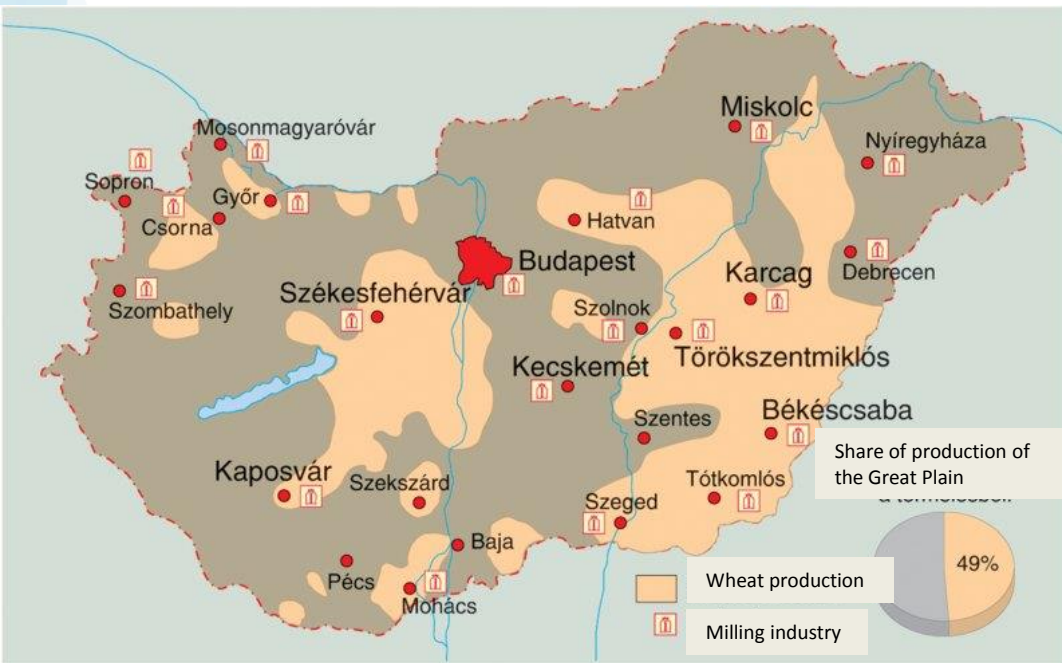 Miskolc
Mosonmagyaróvár
Nyíregyháza
Sopron
Győr
Csorna
Hatvan
Budapest
Debrecen
Karcag
Székesfehérvár
Szombathely
Szolnok
Törökszentmiklós
Kecskemét
Békéscsaba
Szentes
Share of production of
the Great Plain
Kaposvár
Szekszárd
Tótkomlós
Szeged
Baja
49%
Pécs
Wheat production
Mohács
Milling industry